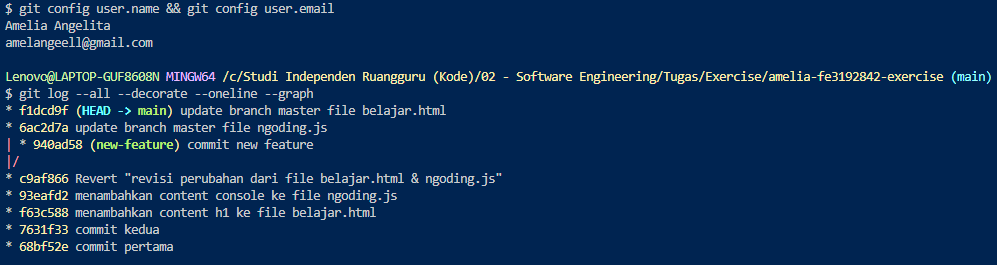 $ git config user.name && git config user.email
Amelia Angelita
amelangeell@gmail.com
Lenovo@LAPTOP-GUF8608N MINGW64 /c/Studi Independen Ruangguru (Kode)/02 - Software Engineering/Tugas/Exercise/amelia-fe3192842-exercise (main)
$ git log --all --decorate --oneline --graph
* f1dcd9f (HEAD -> main) update branch master file belajar.html
* 6ac2d7a update branch master file ngoding.js
| * 940ad58 (new-feature) commit new feature
|/
* c9af866 Revert "revisi perubahan dari file belajar.html & ngoding.js"
* 93eafd2 menambahkan content console ke file ngoding.js
* f63c588 menambahkan content h1 ke file belajar.html
* 7631f33 commit kedua
* 68bf52e commit pertama